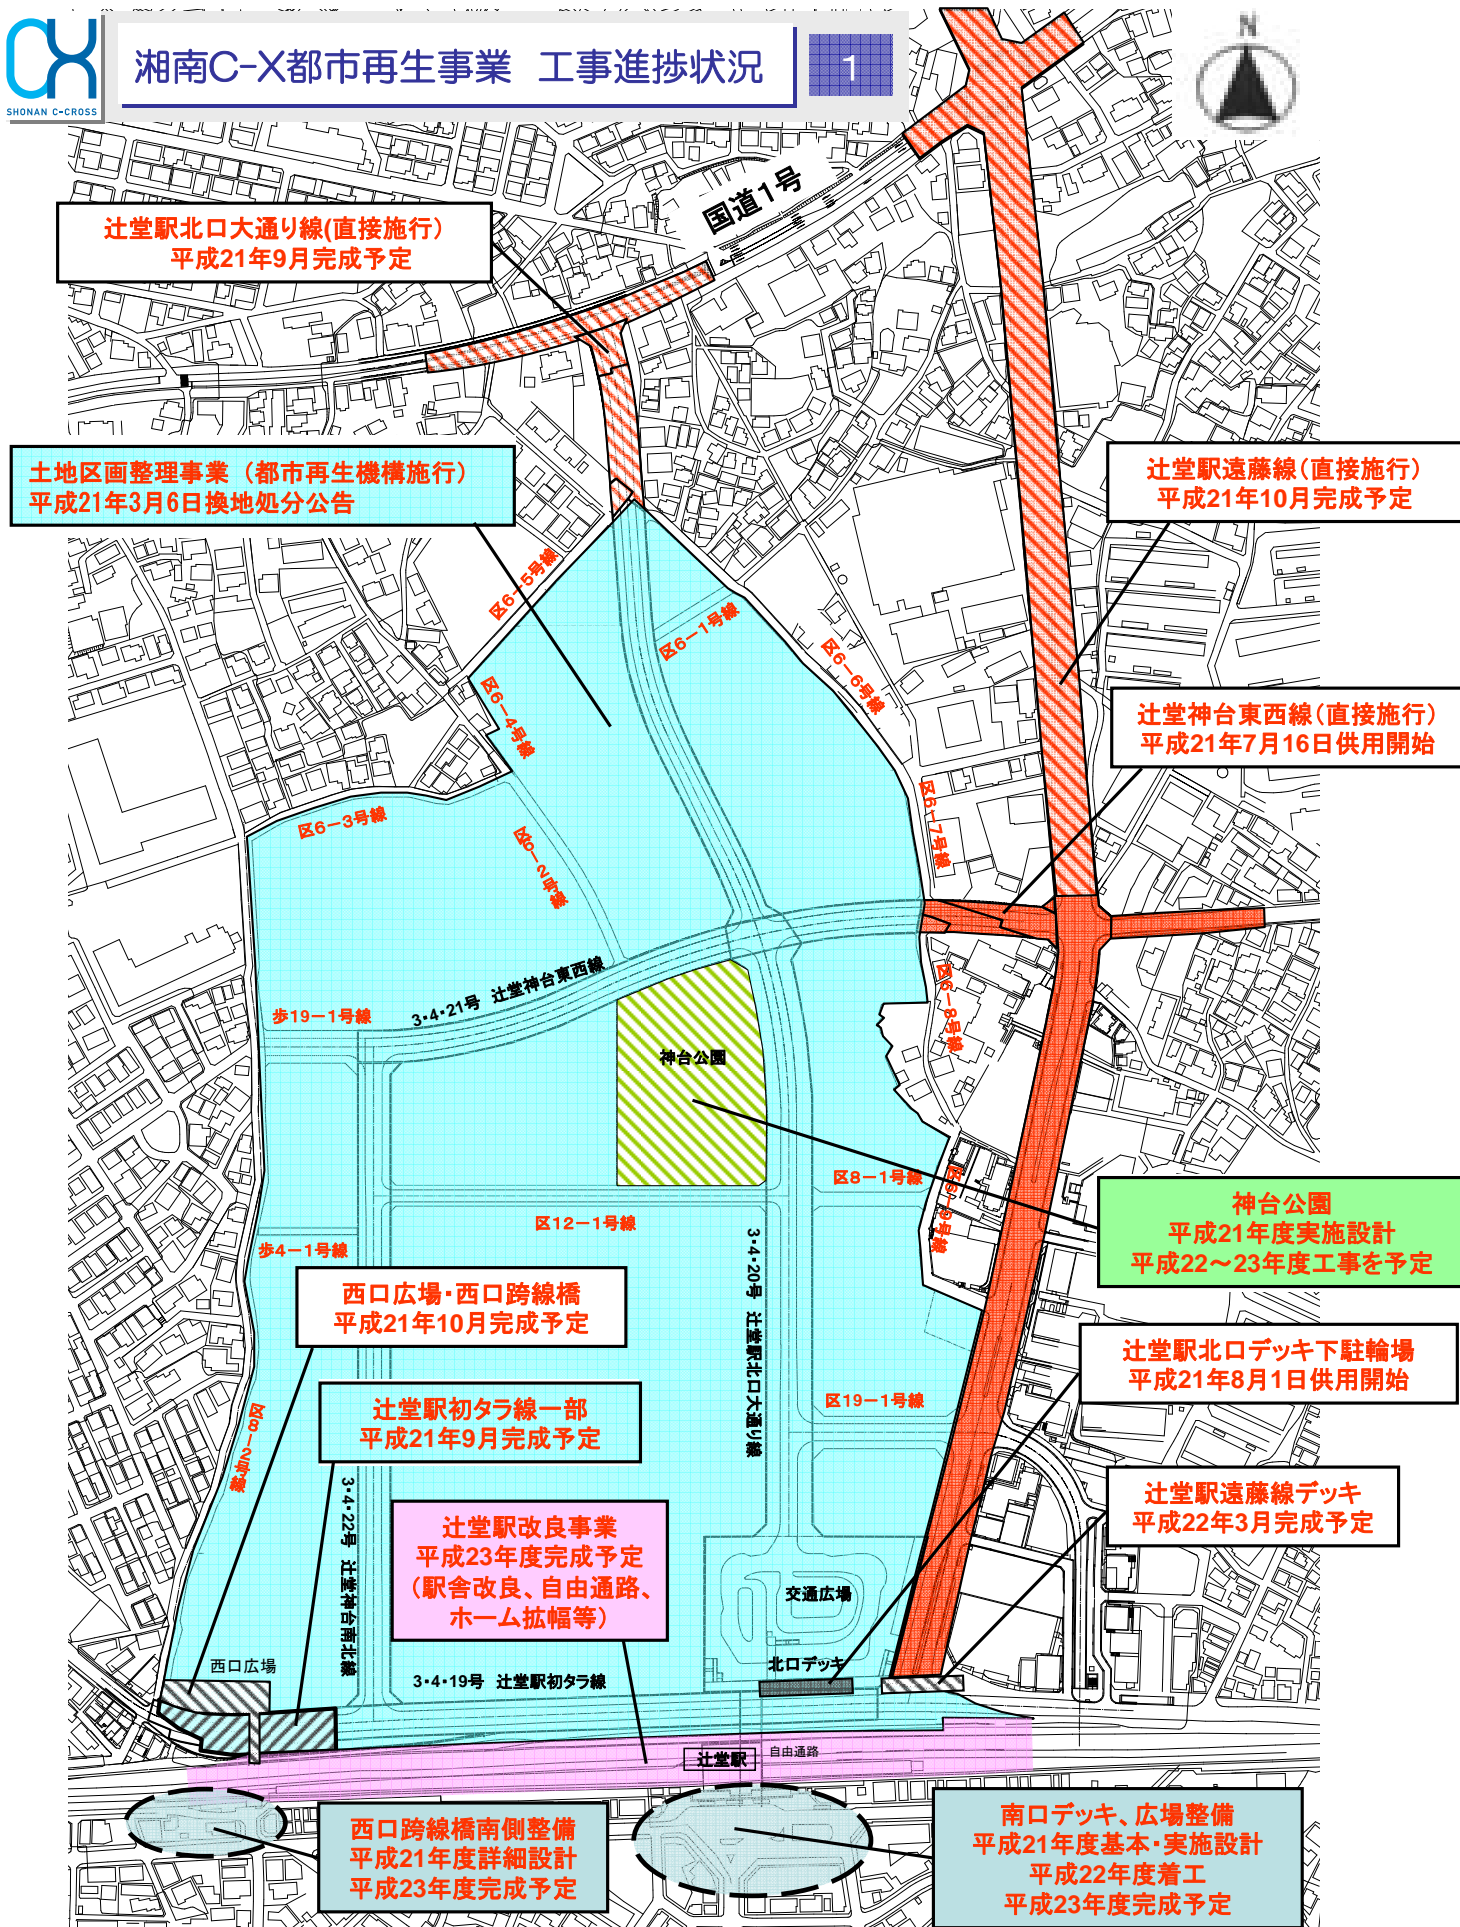 SHONAN C-CROSS
湘南C-X都市再生事業 工事進捗状況
1
N
国道1号
辻堂駅北口大通り線(直接施行)
平成21年9月完成予定
土地区画整理事業(都市再生機構施行)
平成21年3月6日換地処分公告
辻堂駅遠藤線(直接施行)
平成21年10月完成予定
区6-5号線
区6-1号線
区6-6号線
区6-4号線
辻堂神台東西線(直接施行)
平成21年7月16日供用開始
区6-7号線
区6-3号線
区6-2号線
3・4・21号 辻堂神台東西線
区6-8号線
歩19-1号線
神台公園
区8-1号線
区6-9号線
神台公園
平成21年度実施設計
平成22～23年度工事を予定
区12-1号線
歩4-1号線
3・4・20号 辻堂駅北口大通り線
西口広場・西口跨線橋
平成21年10月完成予定
辻堂駅北口デッキ下駐輪場
平成21年8月1日供用開始
辻堂駅初タラ線一部
平成21年9月完成予定
区19-1号線
区8-2号線
3・4・22号 辻堂神台南北線
辻堂駅遠藤線デッキ
平成22年3月完成予定
辻堂駅改良事業
平成23年度完成予定
(駅舎改良、自由通路、
ホーム拡幅等)
交通広場
西口広場
北口デッキ
3・4・19号 辻堂駅初タラ線
辻堂駅
自由通路
西口跨線橋南側整備
平成21年度詳細設計
平成23年度完成予定
南口デッキ、広場整備
平成21年度基本・実施設計
平成22年度着工
平成23年度完成予定